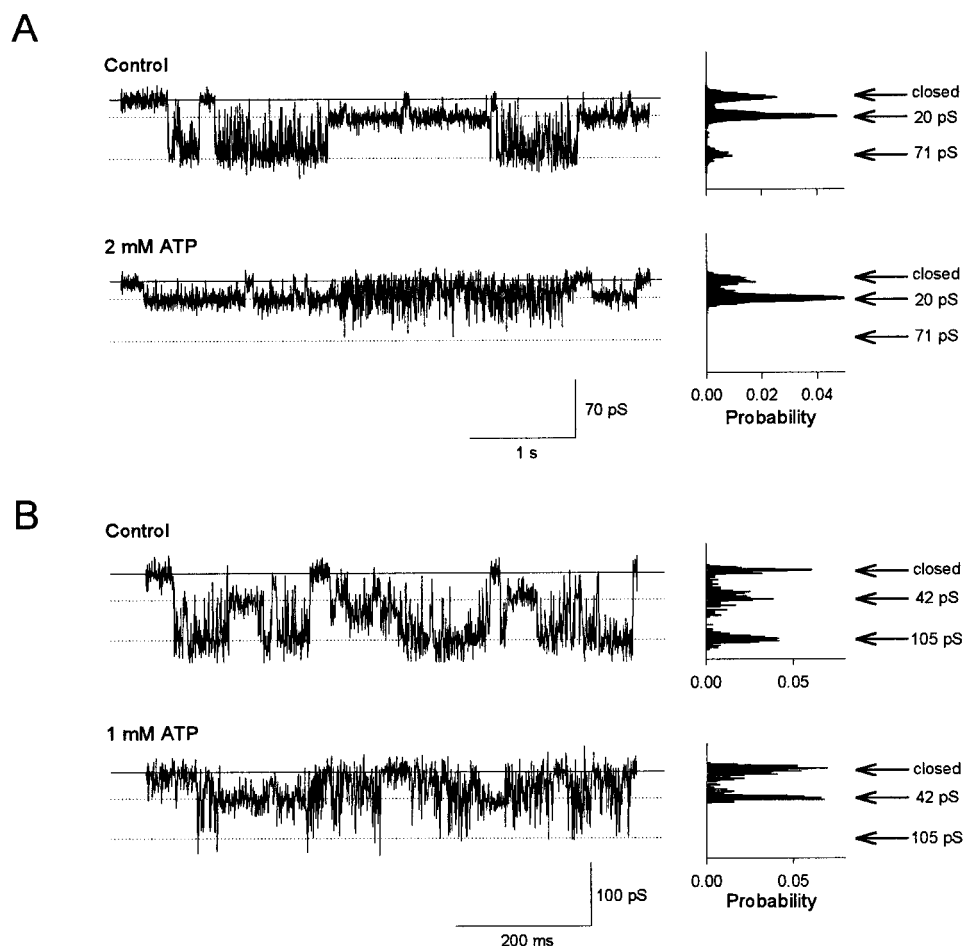 A
Control
closed
20 pS
71 pS
2 mM ATP
closed
20 pS
71 pS
0.00 0.02 0.04
Probability
70 pS
1 s
B
Control
closed
42 pS
105 pS
0.00 0.05
1 mM ATP
closed
42 pS
105 pS
0.00 0.05
Probability
100 pS
200 ms